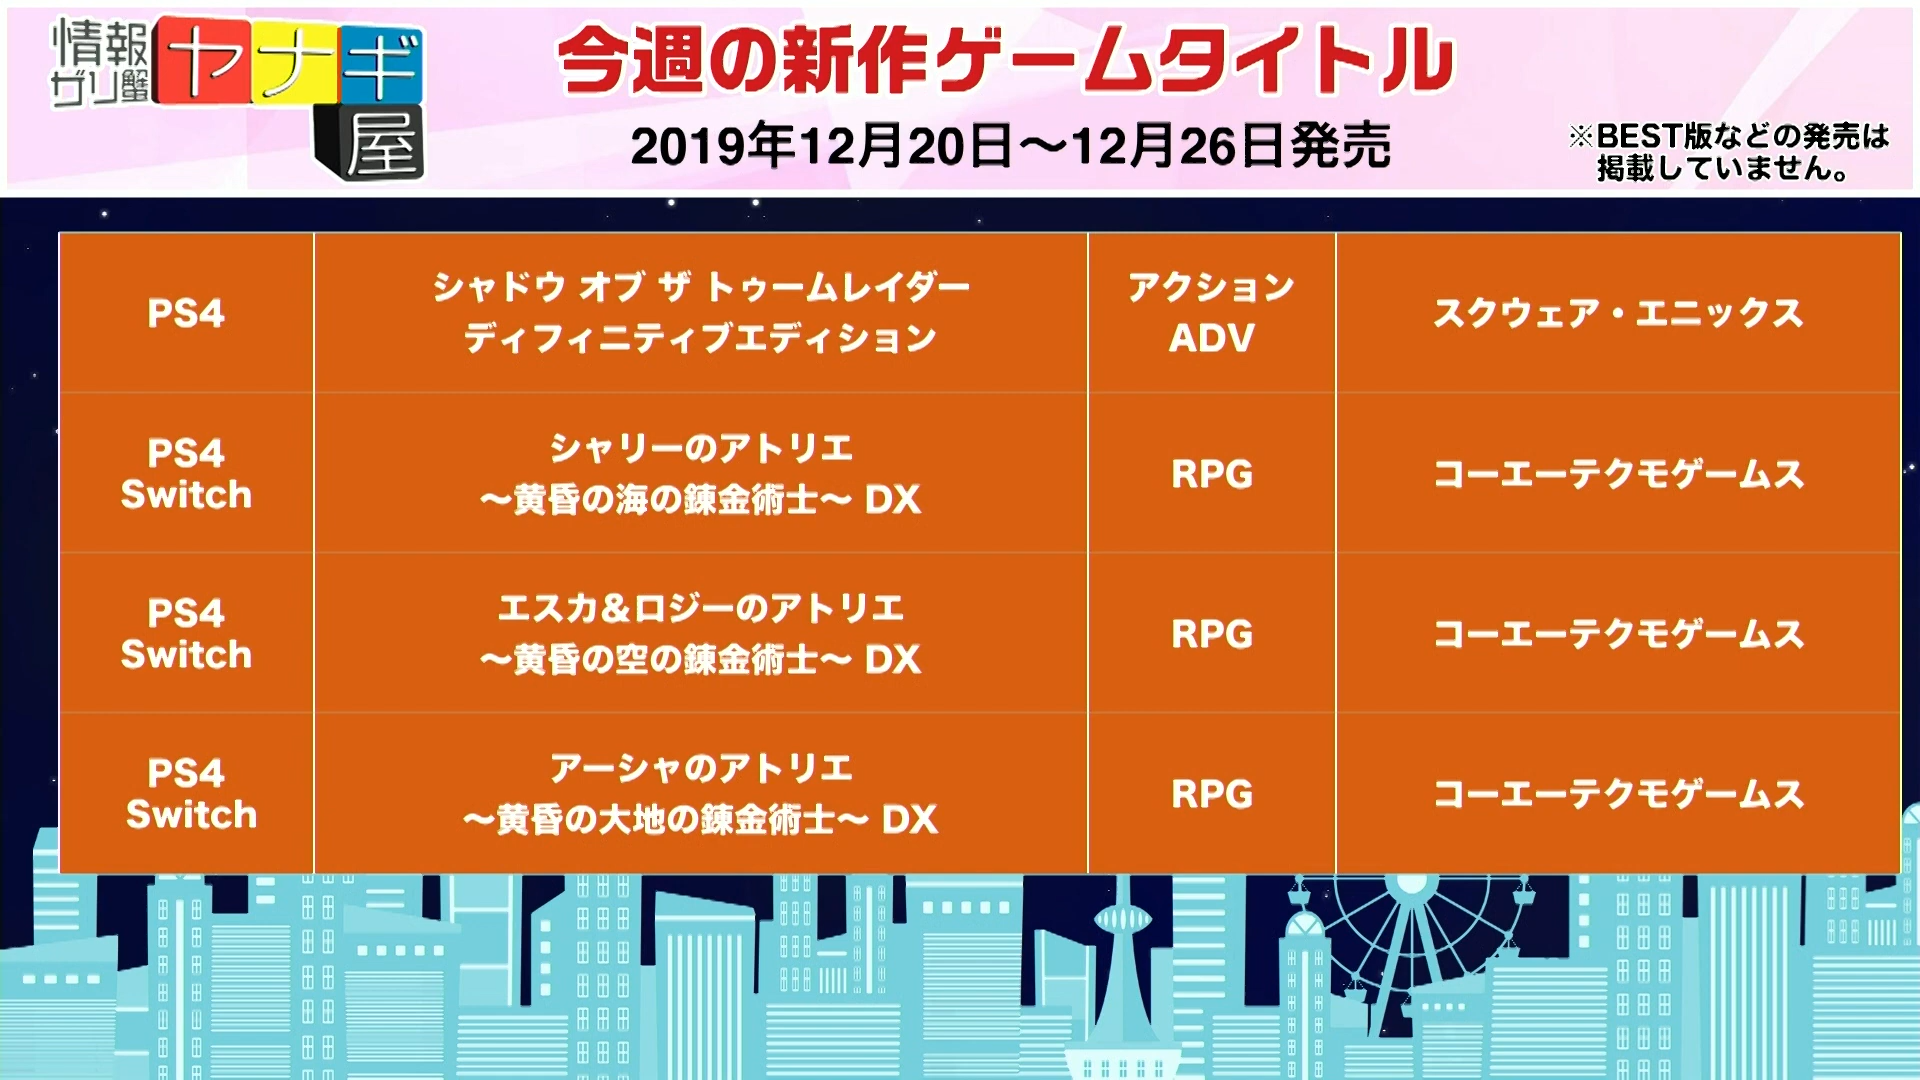 情報
ガリ蟹
ヤナギ
屋
今週の新作ゲームタイトル
2019年12月20日～12月26日発売
※BEST版などの発売は
掲載していません。
PS4
シャドウ オブ ザ トゥームレイダー
ディフィニティブエディション
アクション
ADV
スクウェア・エニックス
PS4
Switch
シャリーのアトリエ
～黄昏の海の錬金術士～ DX
RPG
コーエーテクモゲームス
PS4
Switch
エスカ&ロジーのアトリエ
～黄昏の空の錬金術士～ DX
RPG
コーエーテクモゲームス
PS4
Switch
アーシャのアトリエ
～黄昏の大地の錬金術士～ DX
RPG
コーエーテクモゲームス